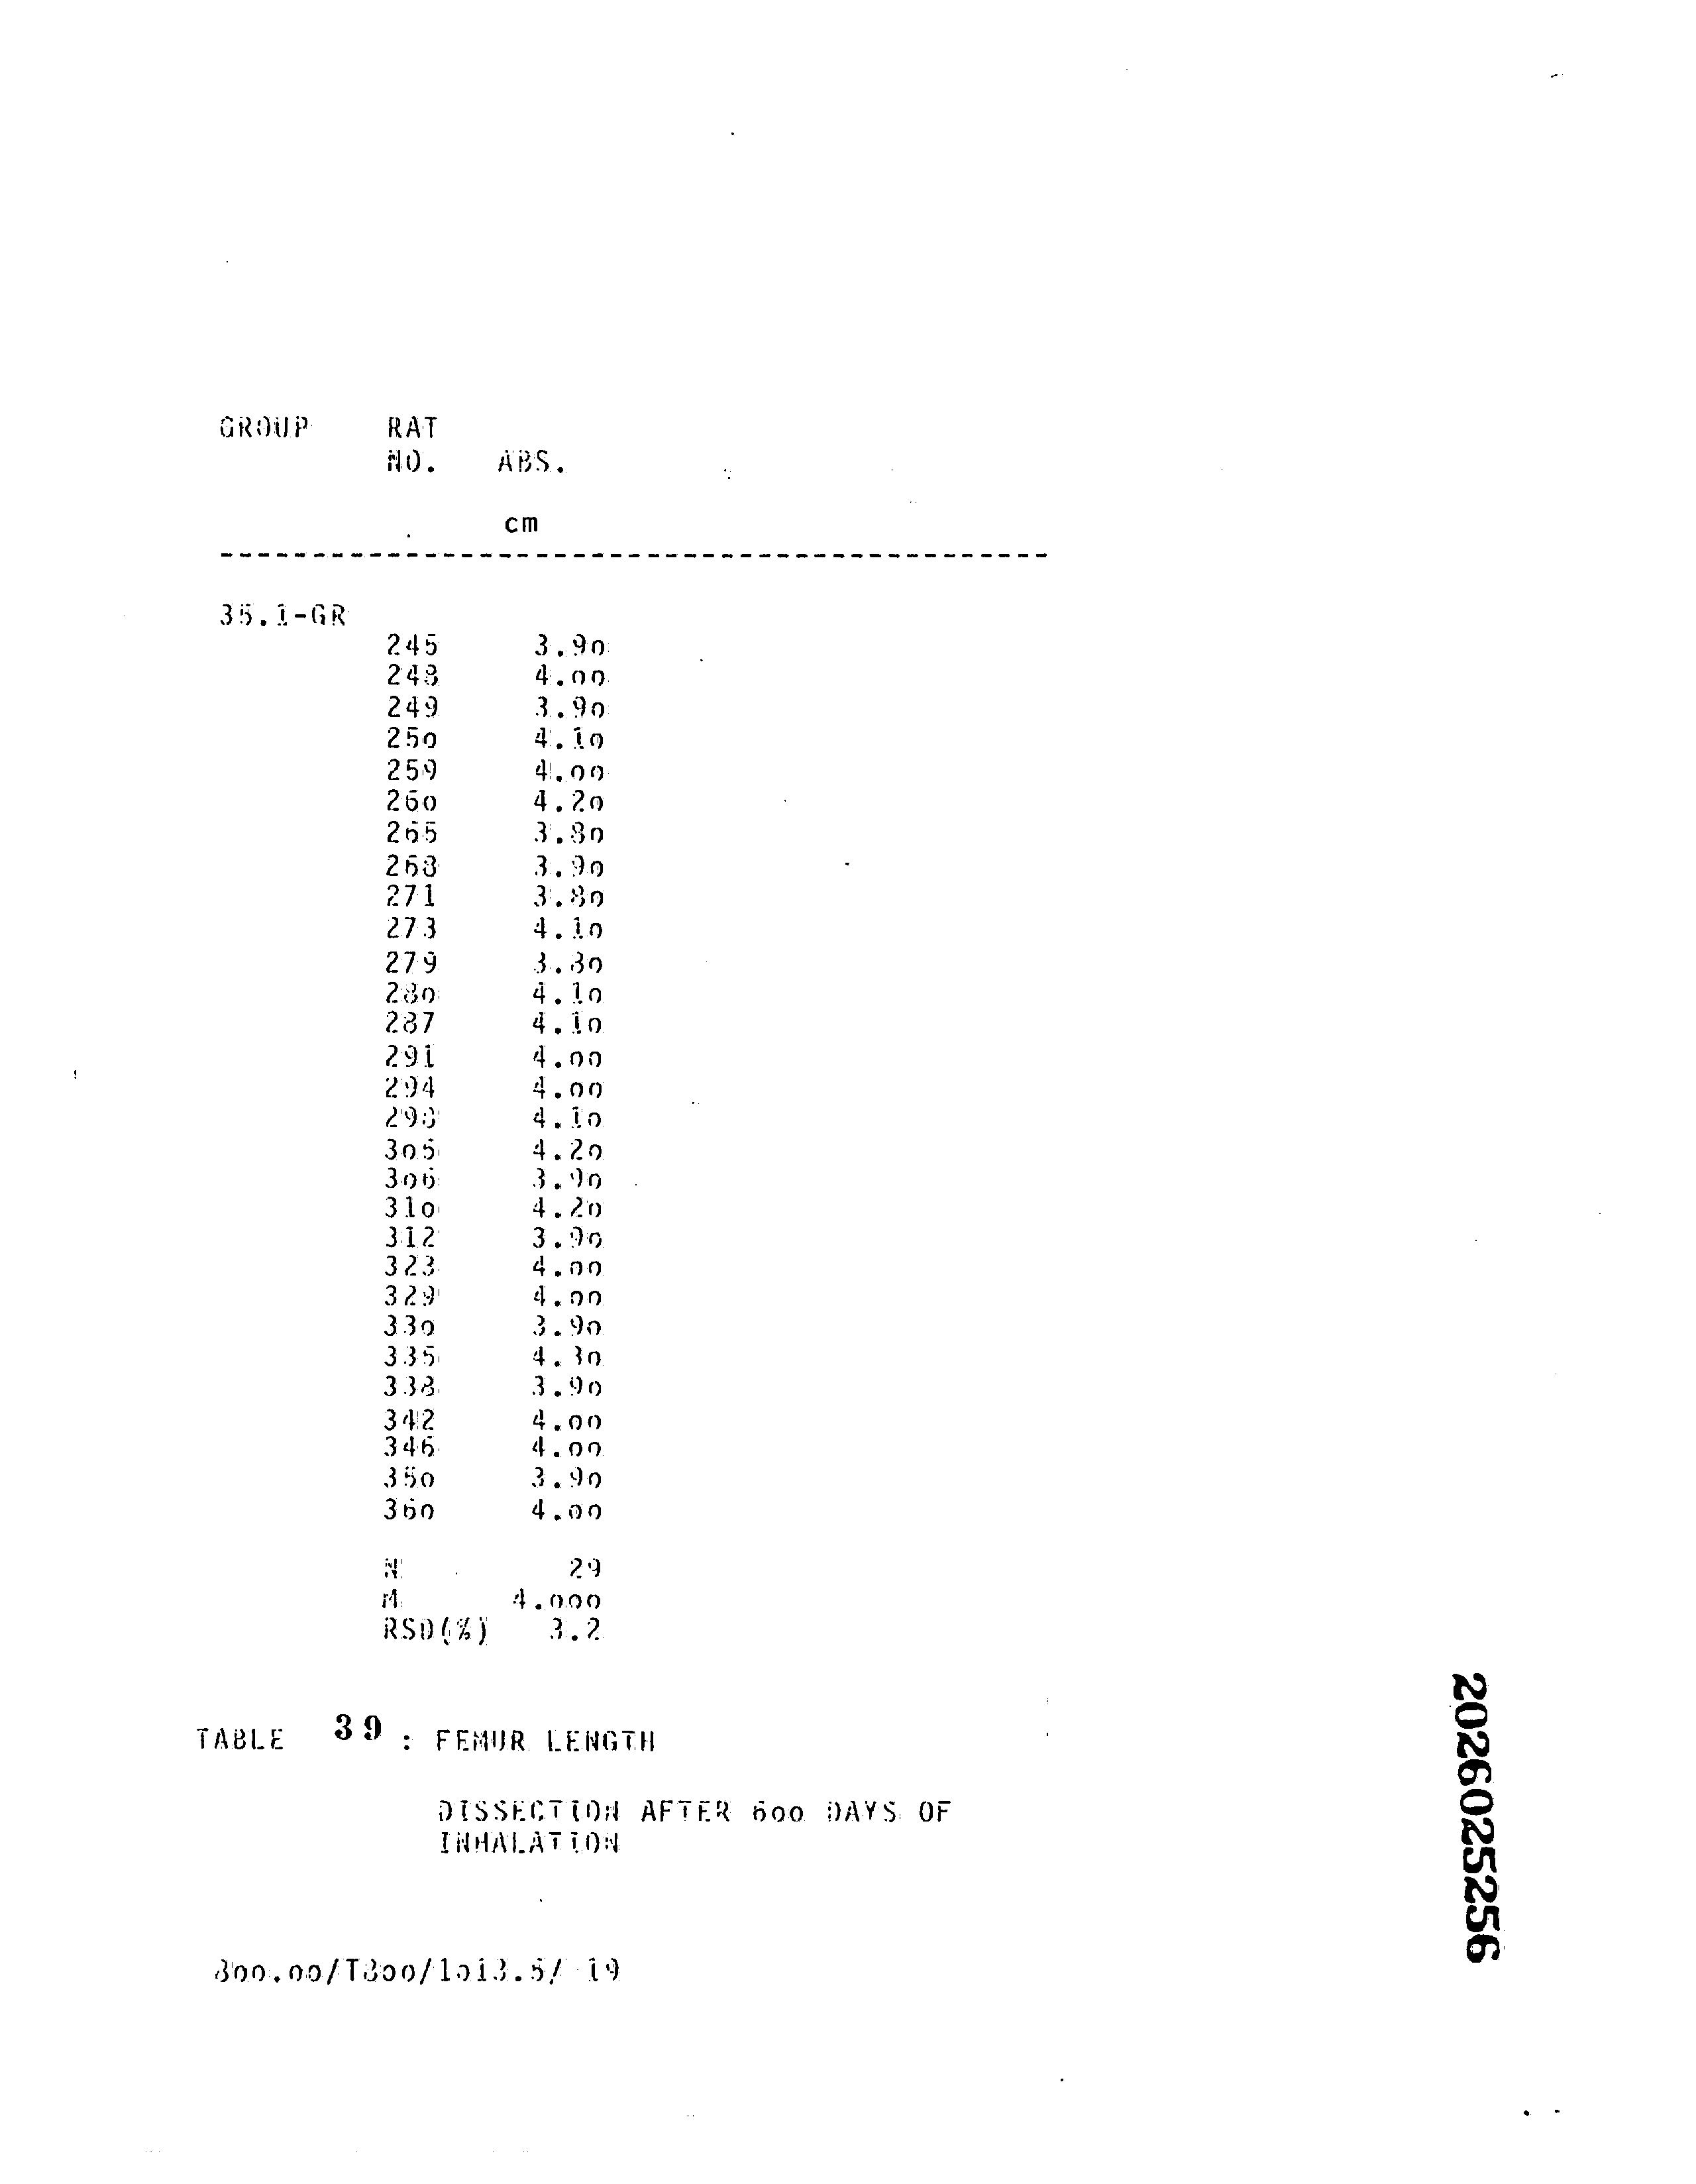 GROUP RAT
NO. ABS.
cm
35.1-GR
245 3.9o
248 4.oo
249 3.9o
25o 4.1o
259 4.oo
26o 4.2o
265 3.8o
268 3.9o
271 3.8o
273 4.1o
279 3.8o
28o 4.1o
287 4.1o
291 4.oo
294 4.oo
298 4.1o
3o5 4.2o
3o6 3.9o
31o 4.2o
312 3.9o
323 4.oo
329 4.oo
33o 3.9o
335 4.3o
338 3.9o
342 4.oo
346 4.oo
35o 3.9o
36o 4.oo
N 29
M 4.ooo
RSD(%) 3.2
TABLE 39 : FEMUR LENGTH
DISSECTION AFTER 6oo DAYS OF
INHALATION
8oo.oo/T8oo/1o13.5/ 19
2026025256